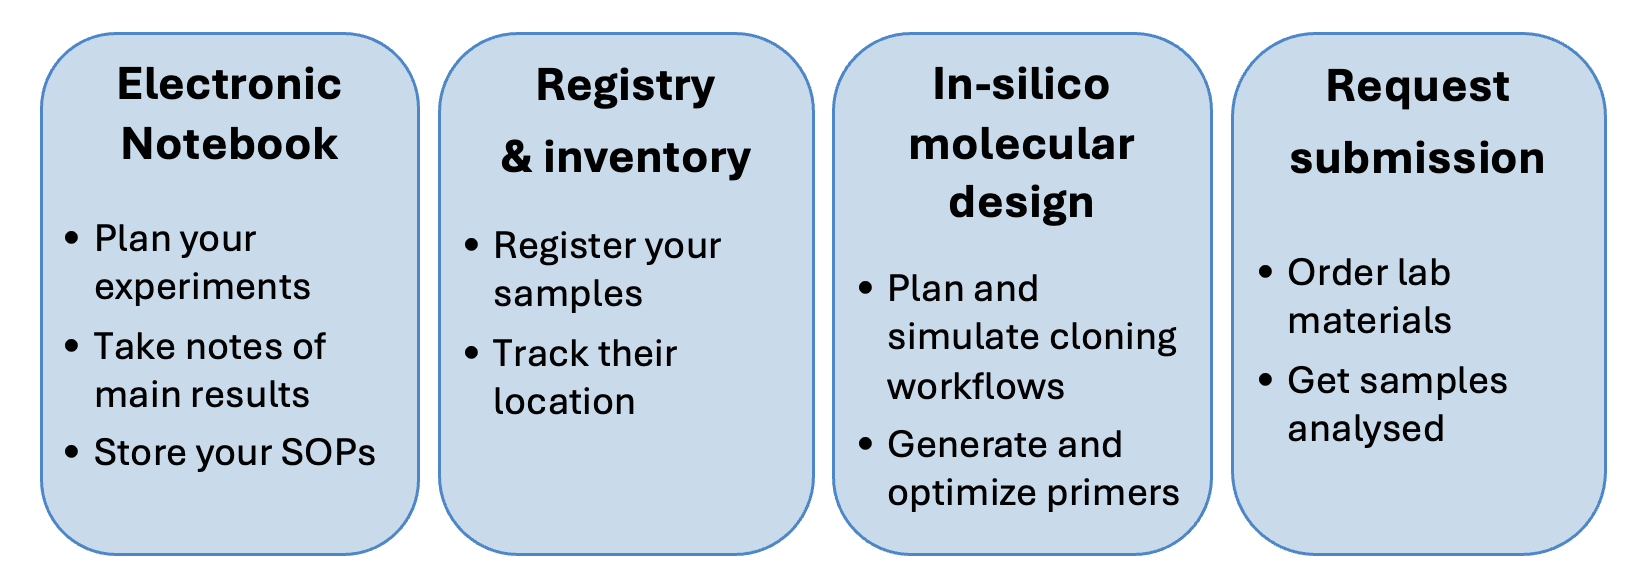 Electronic
Notebook
• Plan your
experiments
• Take notes of
main results
• Store your SOPs
Registry
& inventory
• Register your
samples
• Track their
location
In-silico
molecular
design
• Plan and
simulate cloning
workflows
• Generate and
optimize primers
Request
submission
• Order lab
materials
• Get samples
analysed